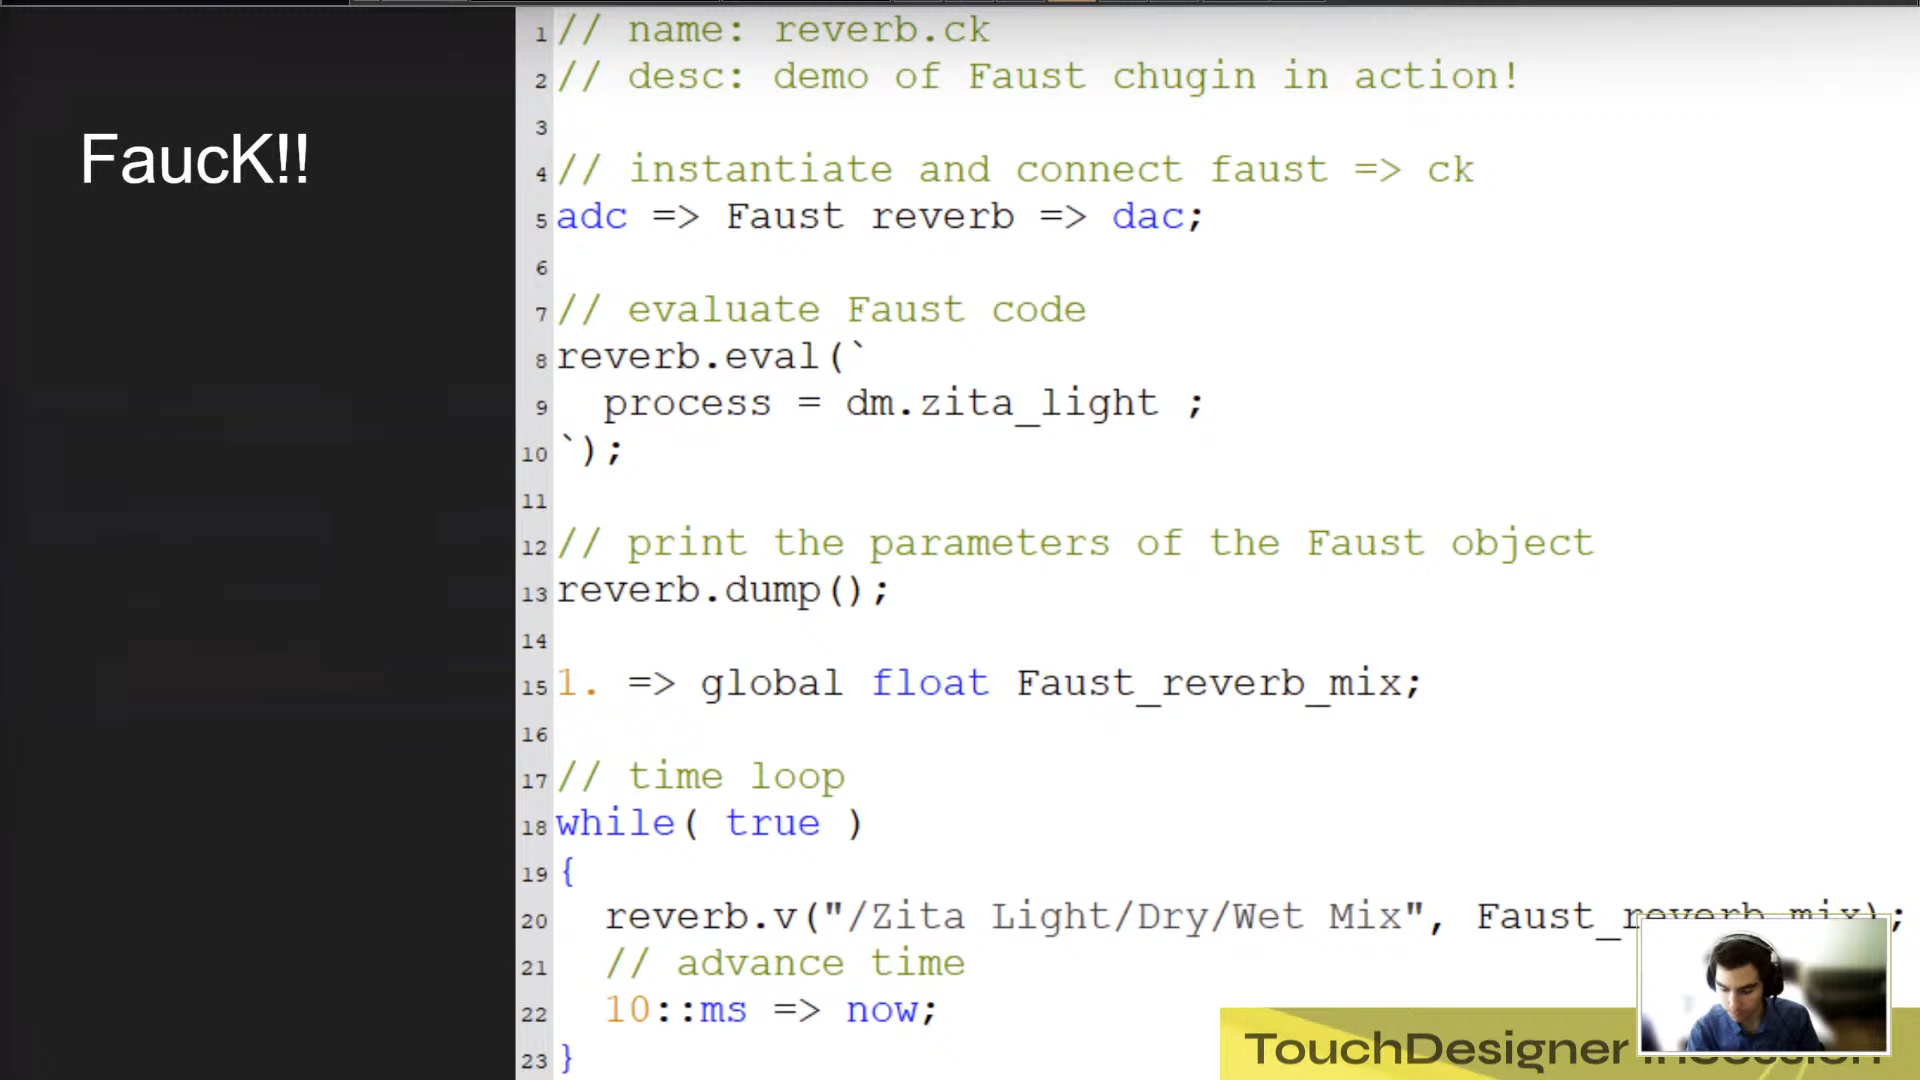 FaucK!!
1 // name: reverb.ck
2 // desc: demo of Faust chugin in action!
3
4 // instantiate and connect faust => ck
5 adc => Faust reverb => dac;
6
7 // evaluate Faust code
8 reverb.eval(`
9 process = dm.zita_light ;
10 `);
11
12 // print the parameters of the Faust object
13 reverb.dump();
14
15 1. => global float Faust_reverb_mix;
16
17 // time loop
18 while( true )
19 {
20 reverb.v("/Zita Light/Dry/Wet Mix", Faust_reverb_mix);
21 // advance time
22 10::ms => now;
23 }
TouchDesigner InSession